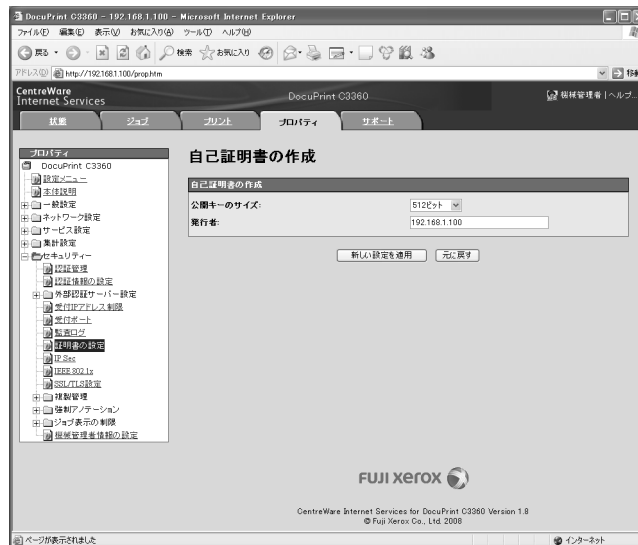 DocuPrint C3360 - 192.168.1.100 - Microsoft Internet Explorer
ファイル(F) 編集(E) 表示(V) お気に入り(A) ツール(T) ヘルプ(H)
戻る 検索 お気に入り
アドレス(D) http://192.168.1.100/prop.htm 移動
CentreWare
Internet Services
DocuPrint C3360
機械管理者 | ヘルプ...
状態 ジョブ プリント プロパティ サポート
プロパティ
DocuPrint C3360
設定メニュー
本体説明
一般設定
ネットワーク設定
サービス設定
集計設定
セキュリティー
認証管理
認証情報の設定
外部認証サーバー設定
受付IPアドレス制限
受付ポート
監査ログ
証明書の設定
IP Sec
IEEE 802.1x
SSL/TLS設定
複製管理
強制アノテーション
ジョブ表示の制限
機械管理者情報の設定
自己証明書の作成
自己証明書の作成
公開キーのサイズ: 512ビット
発行者: 192.168.1.100
新しい設定を適用 元に戻す
FUJI XEROX
CentreWare Internet Services for DocuPrint C3360 Version 1.8
© Fuji Xerox Co., Ltd. 2008
ページが表示されました インターネット